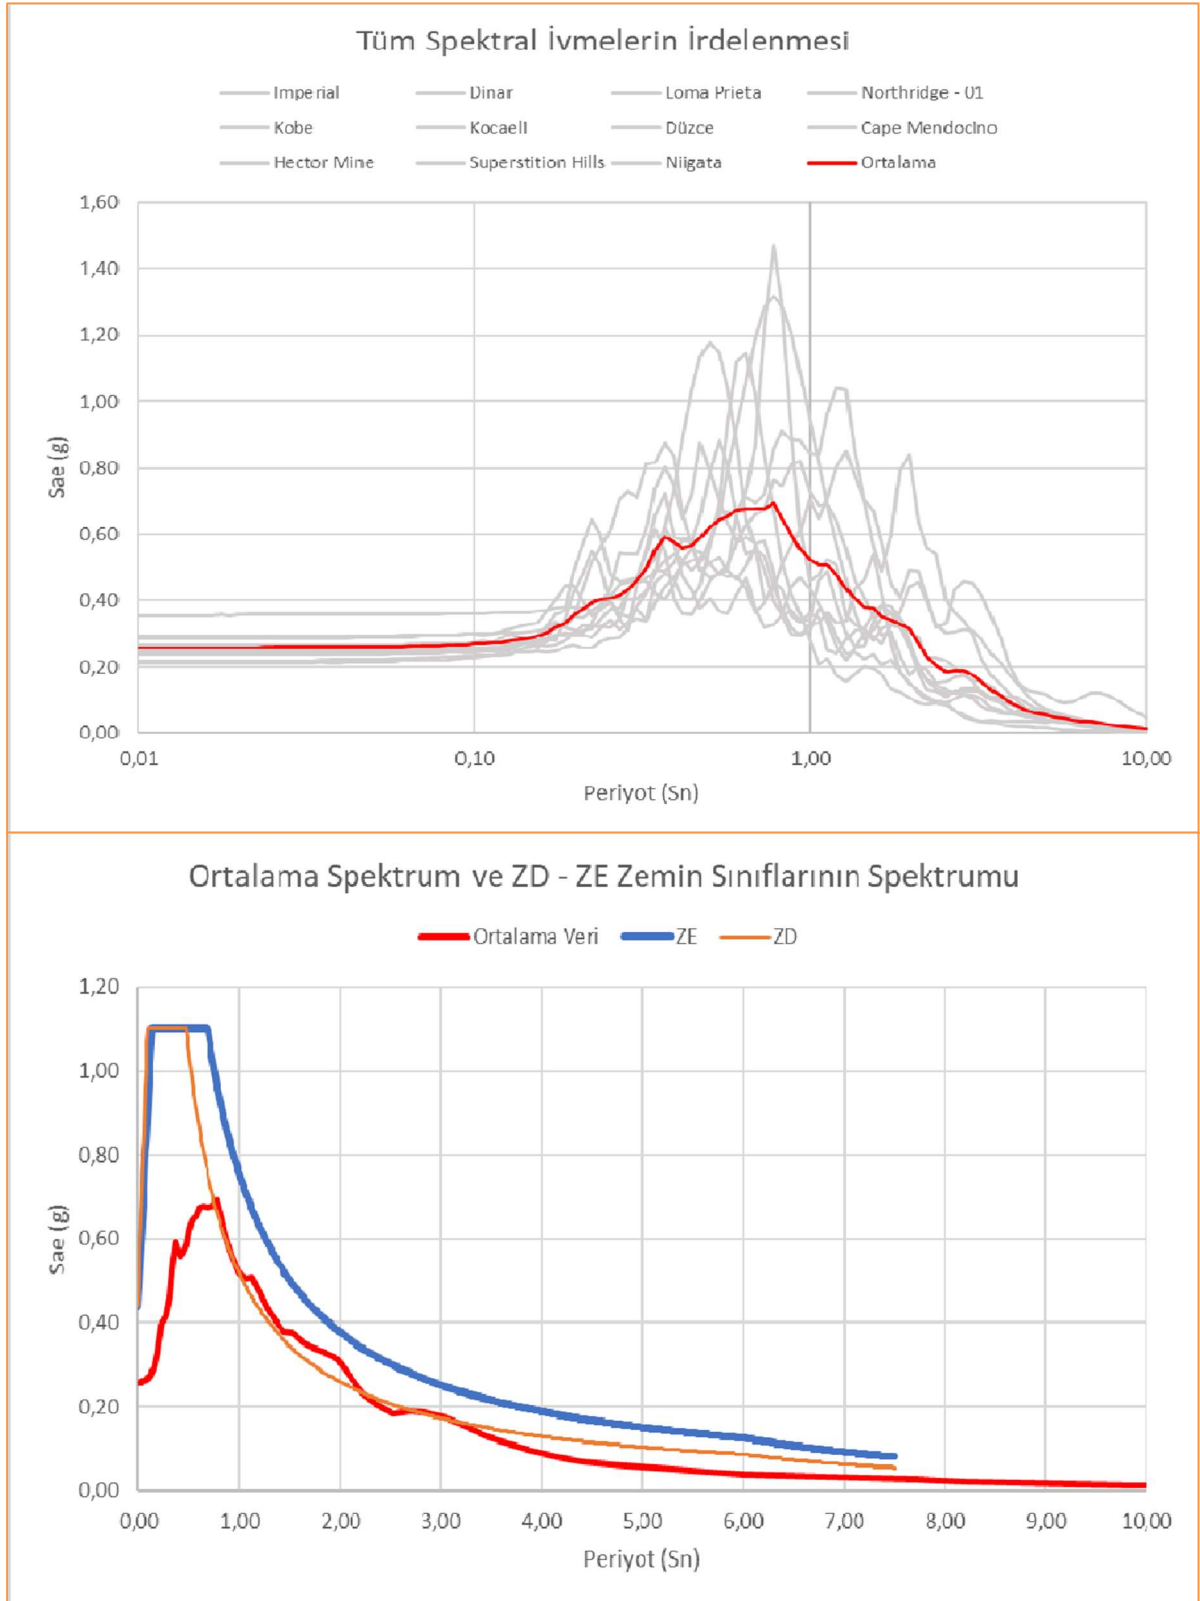 Tüm Spektral İvmelerin İrdelenmesi
Imperial Dinar Loma Prieta Northridge - 01
Kobe Kocaeli Düzce Cape Mendocino
Hector Mine Superstition Hills Niigata Ortalama
1,60
1,40
1,20
1,00
0,80
0,60
0,40
0,20
0,00
Sae (g)
0,01 0,10 1,00 10,00
Periyot (Sn)
Ortalama Spektrum ve ZD - ZE Zemin Sınıflarının Spektrumu
Ortalama Veri ZE ZD
1,20
1,00
0,80
0,60
0,40
0,20
0,00
Sae (g)
0,00 1,00 2,00 3,00 4,00 5,00 6,00 7,00 8,00 9,00 10,00
Periyot (Sn)